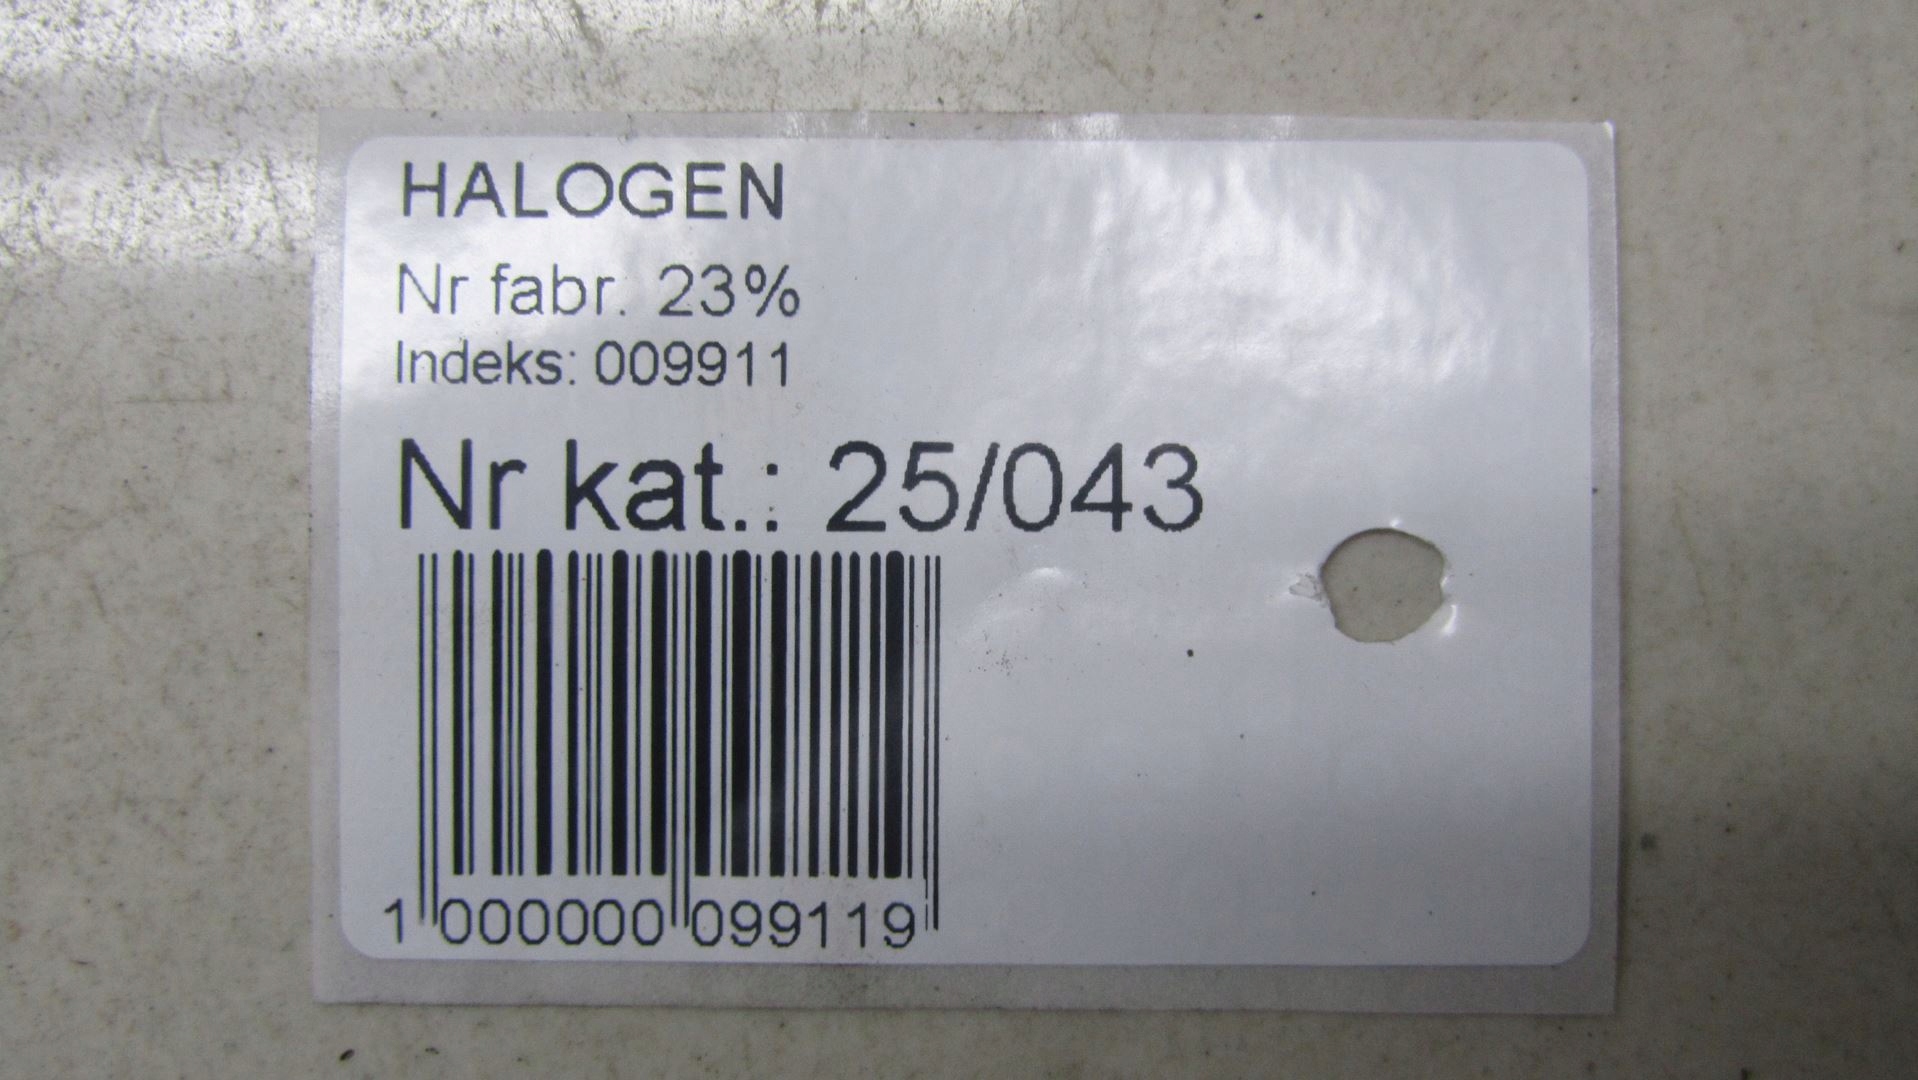 HALOGEN
Nr fabr. 23%
Indeks: 009911
Nr kat.: 25/043
1 000000 099119